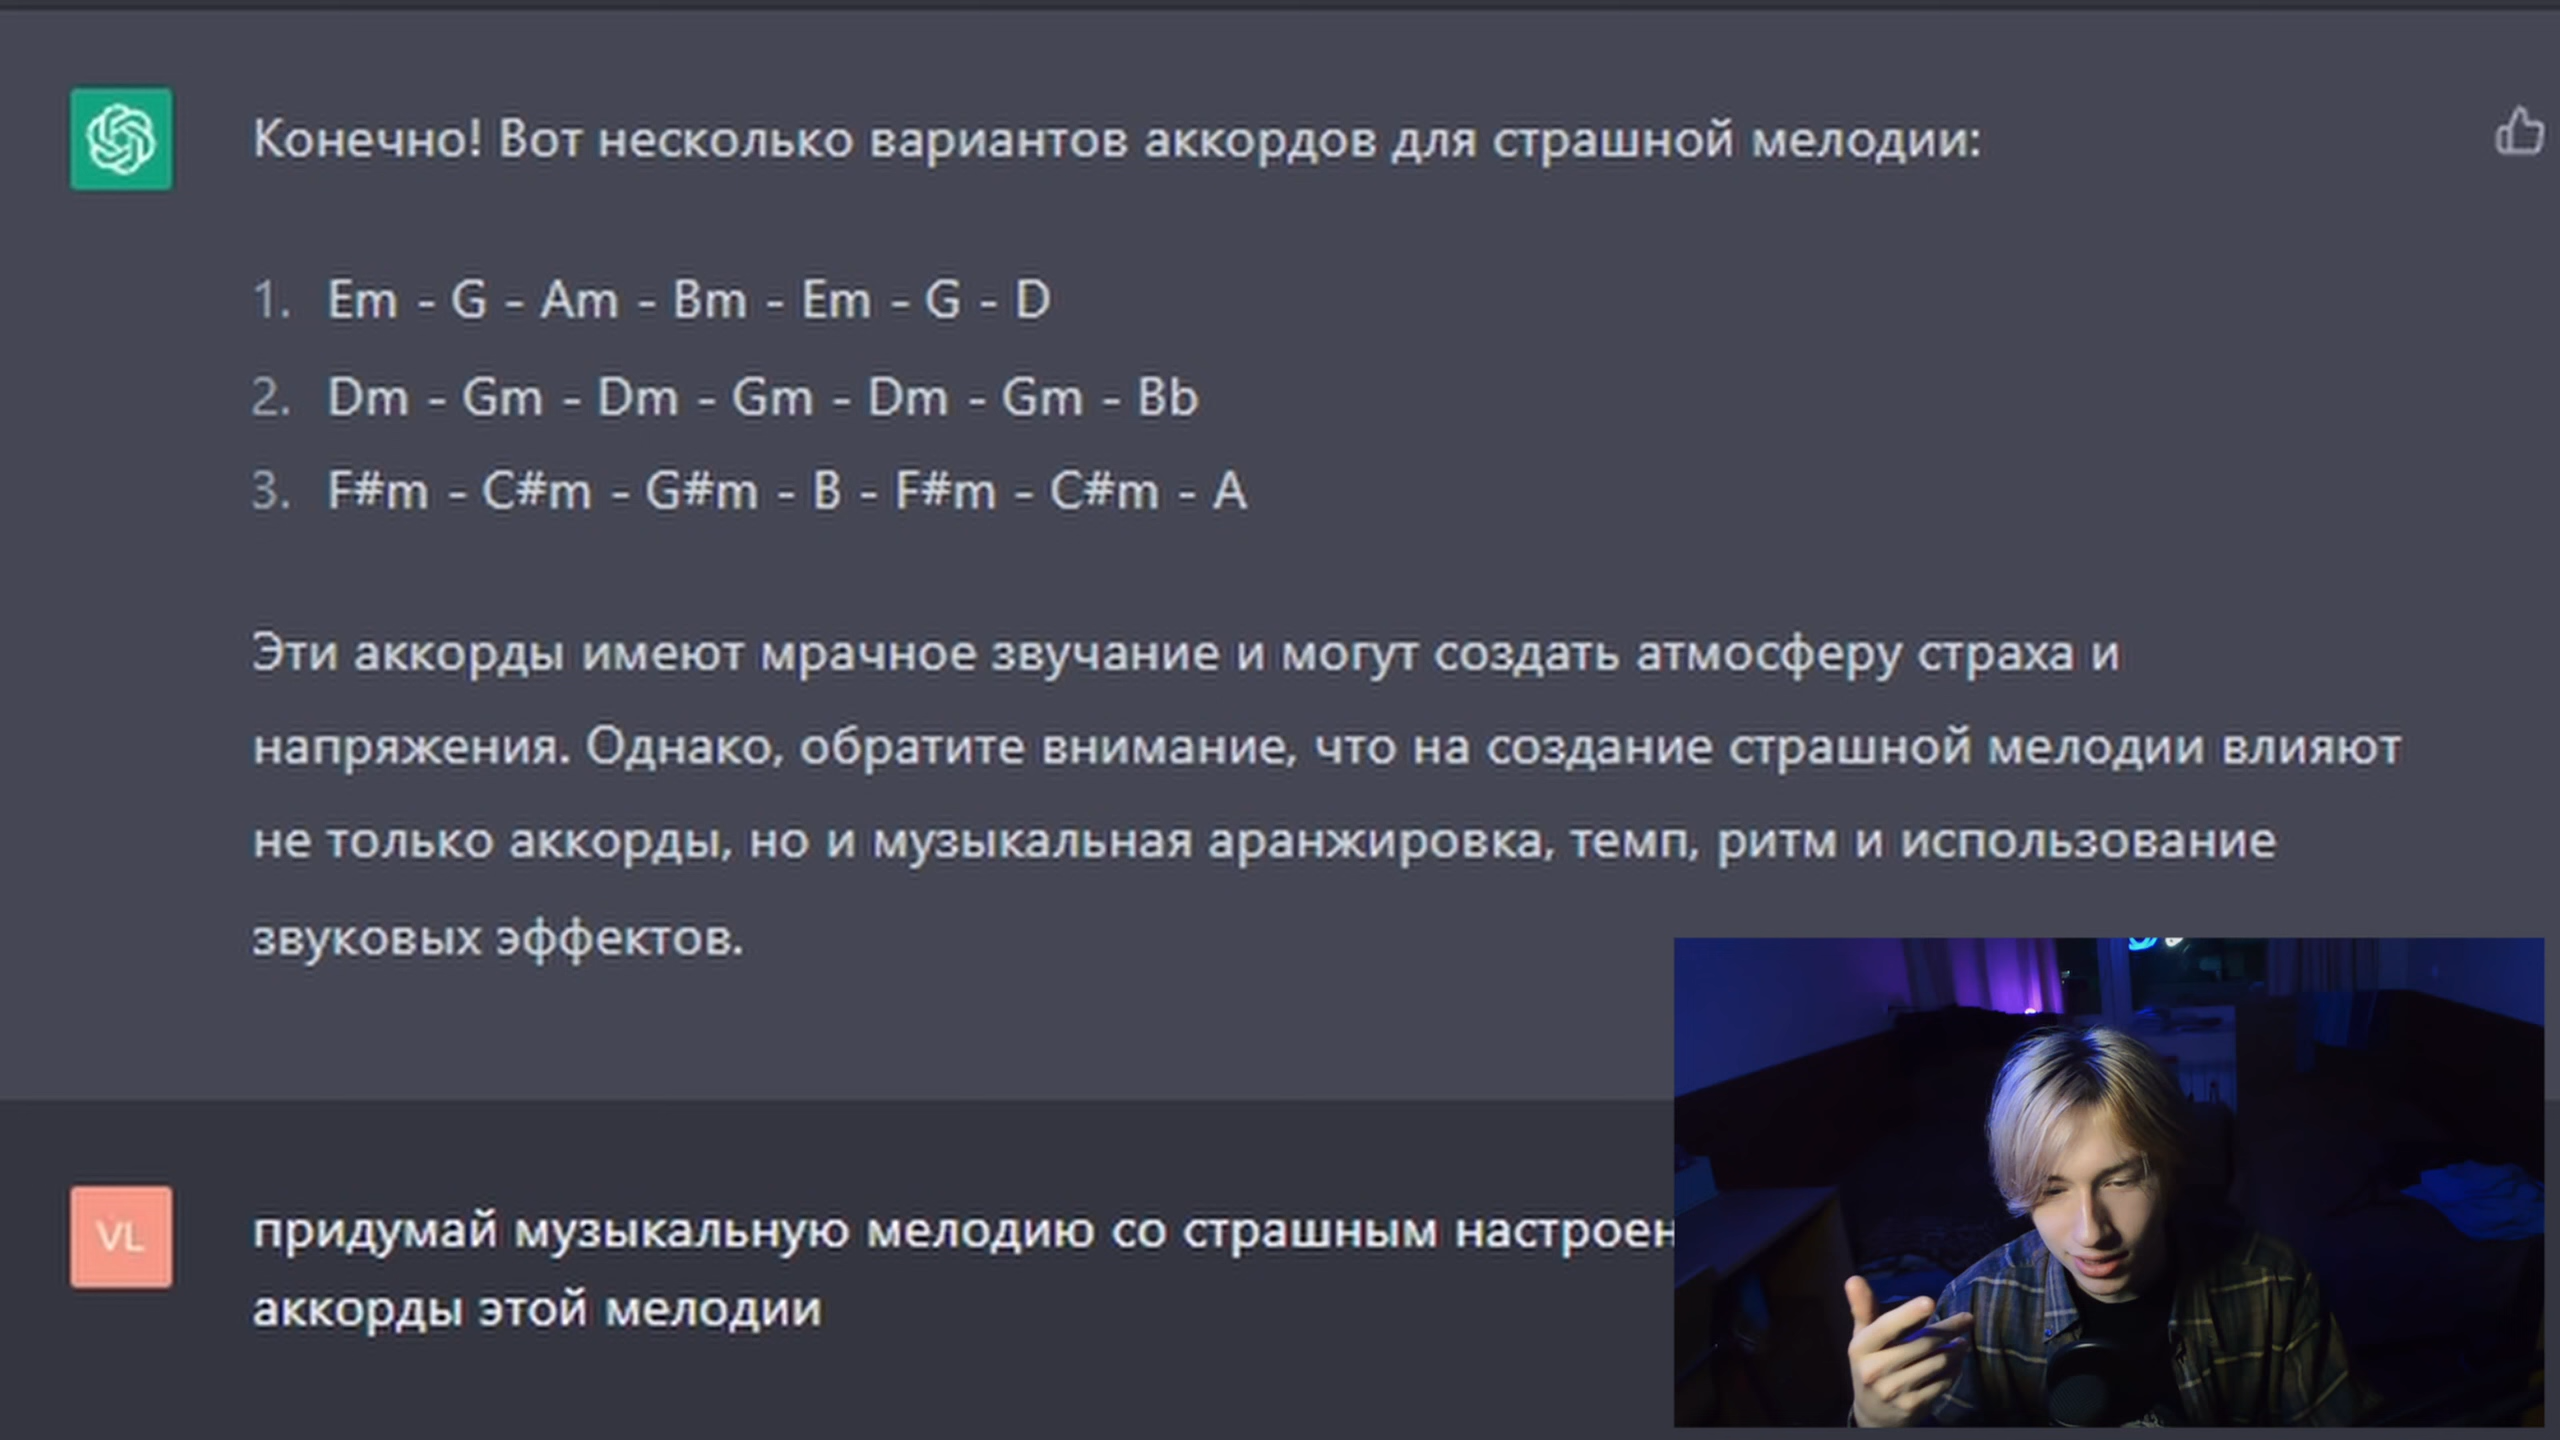 Конечно! Вот несколько вариантов аккордов для страшной мелодии:
1. Em - G - Am - Bm - Em - G - D
2. Dm - Gm - Dm - Gm - Dm - Gm - Bb
3. F#m - C#m - G#m - B - F#m - C#m - A
Эти аккорды имеют мрачное звучание и могут создать атмосферу страха и
напряжения. Однако, обратите внимание, что на создание страшной мелодии влияют
не только аккорды, но и музыкальная аранжировка, темп, ритм и использование
звуковых эффектов.
VL
придумай музыкальную мелодию со страшным настроен
аккорды этой мелодии